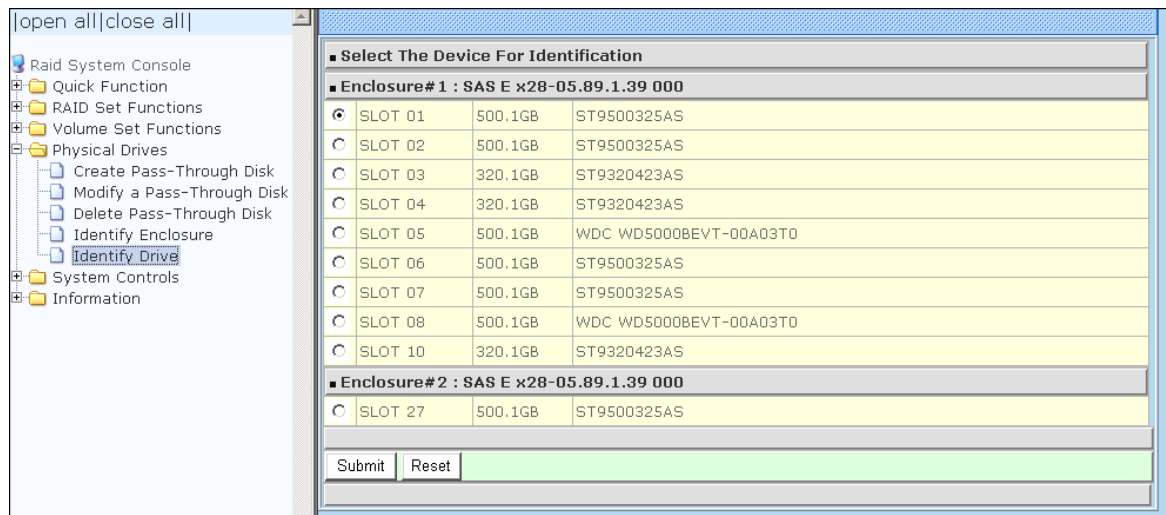 |open all|close all|
Raid System Console
Quick Function
RAID Set Functions
Volume Set Functions
Physical Drives
Create Pass-Through Disk
Modify a Pass-Through Disk
Delete Pass-Through Disk
Identify Enclosure
Identify Drive
System Controls
Information
Select The Device For Identification
Enclosure#1 : SAS E x28-05.89.1.39 000
SLOT 01 500.1GB ST9500325AS
SLOT 02 500.1GB ST9500325AS
SLOT 03 320.1GB ST9320423AS
SLOT 04 320.1GB ST9320423AS
SLOT 05 500.1GB WDC WD5000BEVT-00A03T0
SLOT 06 500.1GB ST9500325AS
SLOT 07 500.1GB ST9500325AS
SLOT 08 500.1GB WDC WD5000BEVT-00A03T0
SLOT 10 320.1GB ST9320423AS
Enclosure#2 : SAS E x28-05.89.1.39 000
SLOT 27 500.1GB ST9500325AS
Submit Reset